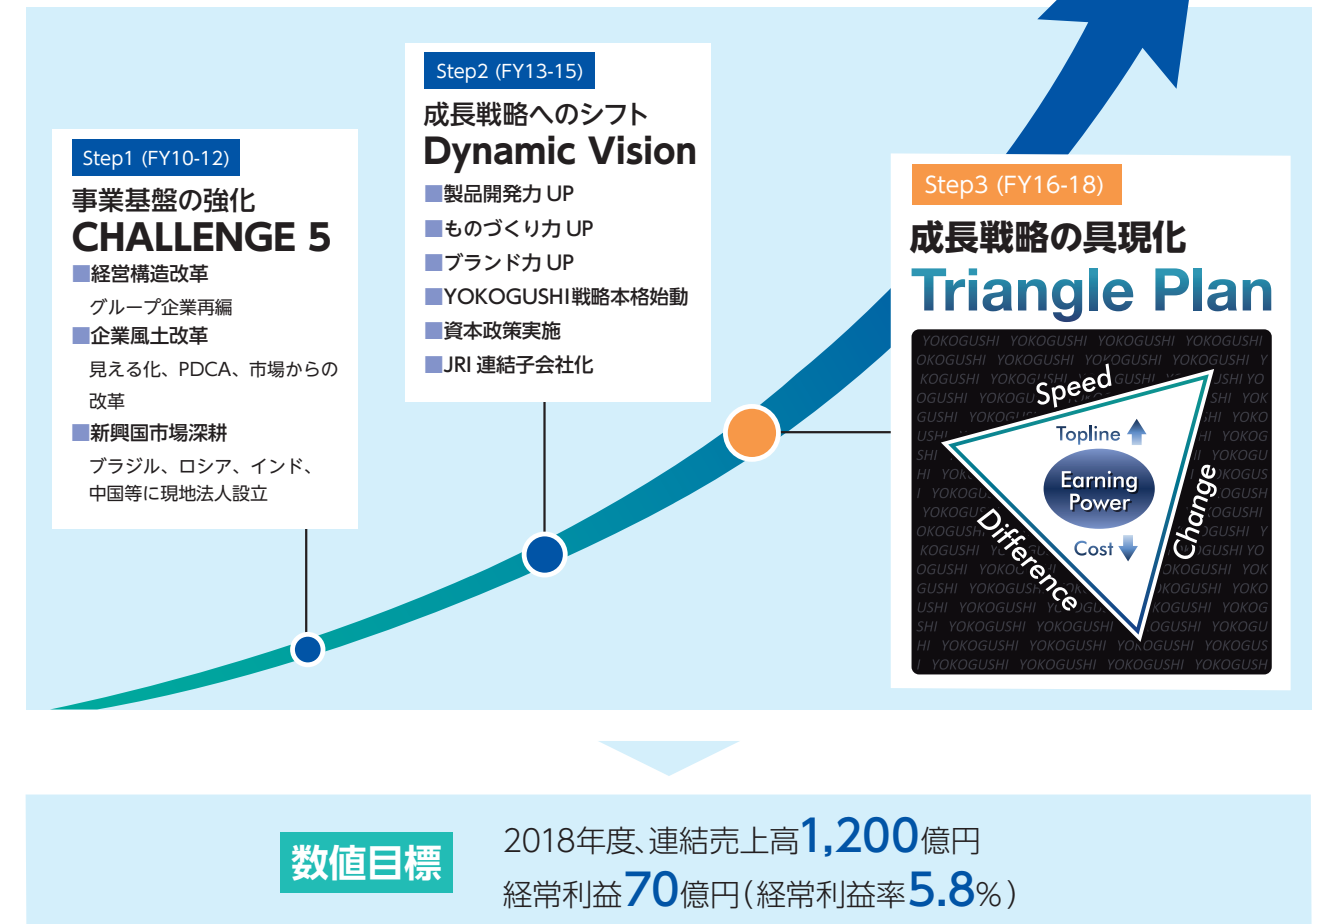 Step1 (FY10-12)
事業基盤の強化
CHALLENGE 5
■経営構造改革
グループ企業再編
■企業風土改革
見える化、PDCA、市場からの
改革
■新興国市場深耕
ブラジル、ロシア、インド、
中国等に現地法人設立
Step2 (FY13-15)
成長戦略へのシフト
Dynamic Vision
■製品開発力 UP
■ものづくり力 UP
■ブランド力 UP
■YOKOGUSHI戦略本格始動
■資本政策実施
■JRI 連結子会社化
Step3 (FY16-18)
成長戦略の具現化
Triangle Plan
YOKOGUSHI YOKOGUSHI YOKOGUSHI YOKOGUSHI
Speed
Topline
Earning
Power
Cost
Difference
Change
数値目標
2018年度、連結売上高1,200億円
経常利益70億円(経常利益率5.8%)